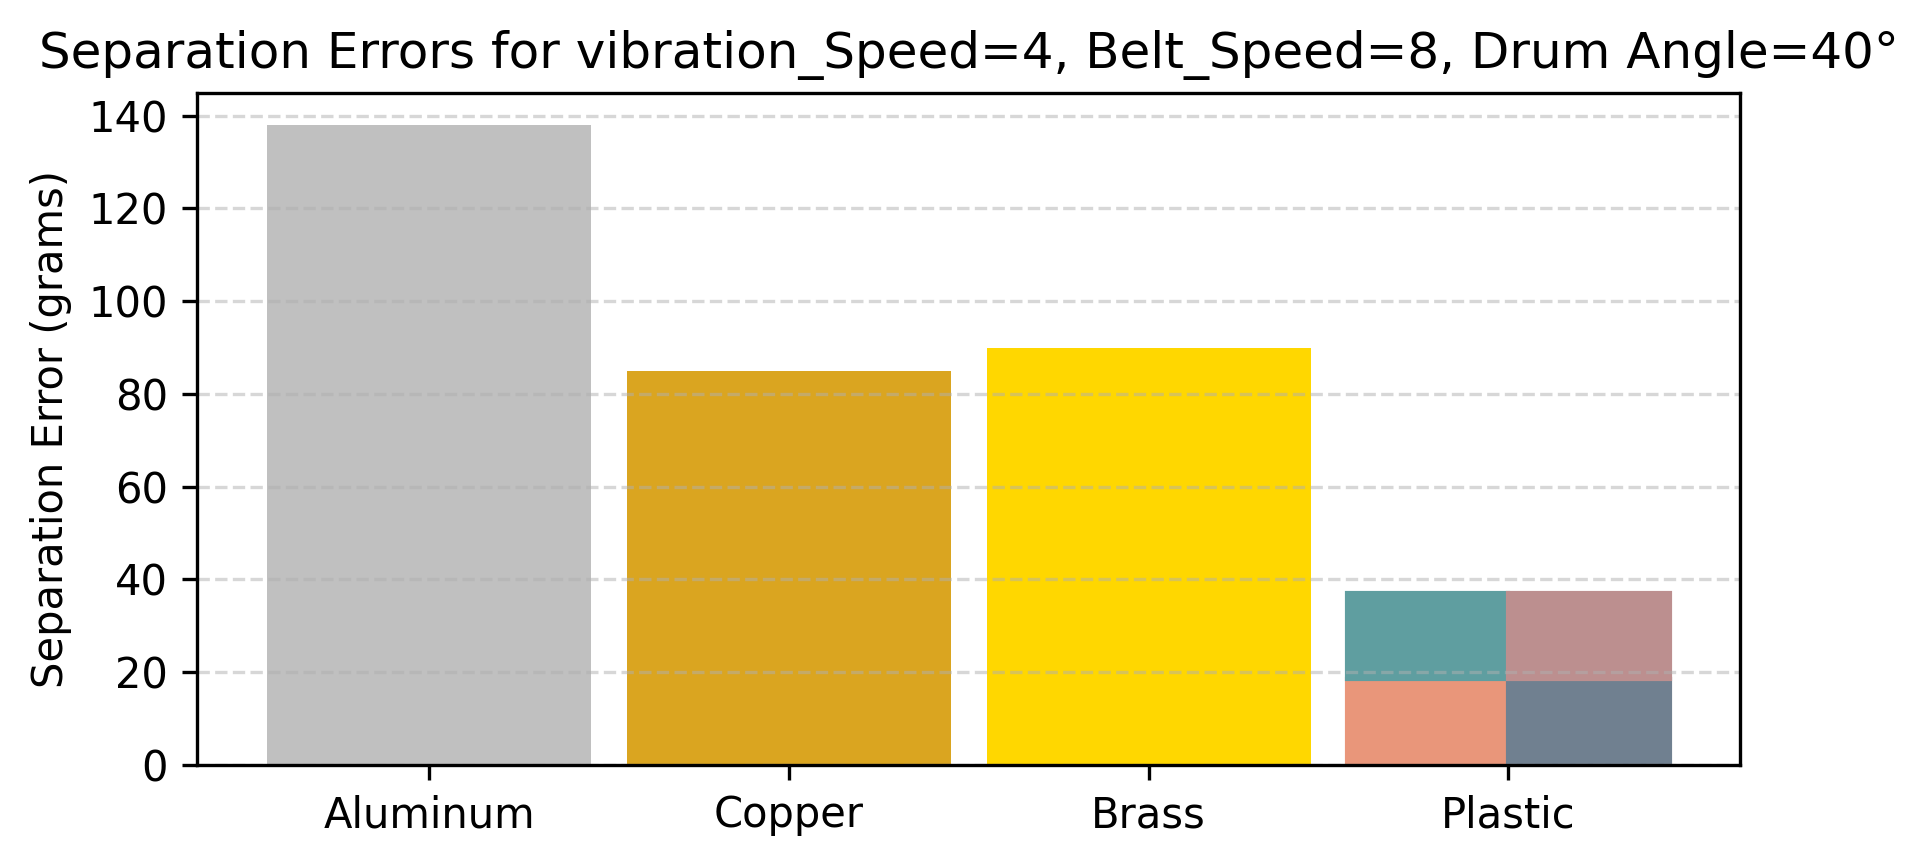 Separation Errors for vibration_Speed=4, Belt_Speed=8, Drum Angle=40°
Separation Error (grams)
140
120
100
80
60
40
20
0
Aluminum
Copper
Brass
Plastic